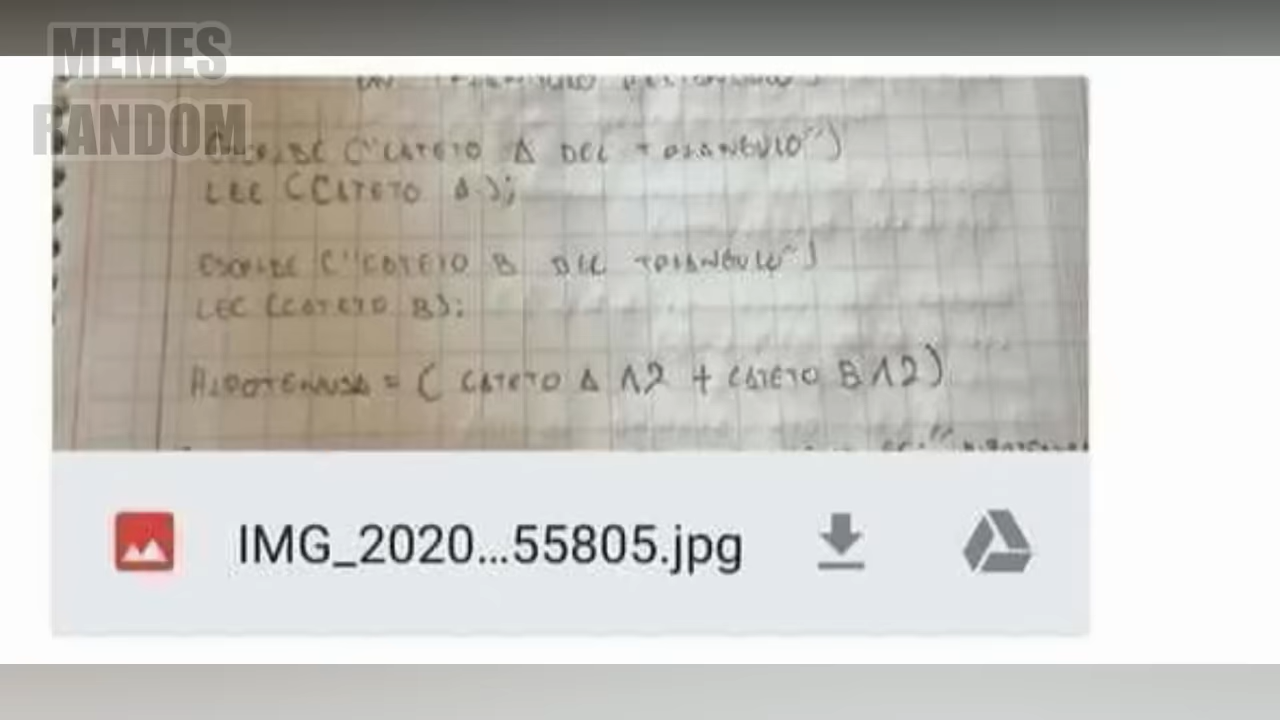 MEMES
RANDOM
ESCRIBE ("CATETO A DEL TRIANGULO")
LEE (CATETO A);
ESCRIBE ("CATETO B DEL TRIANGULO")
LEE (CATETO B);
HIPOTENUSA = ( CATETO A ^2 + CATETO B ^2)
IMG_2020...55805.jpg